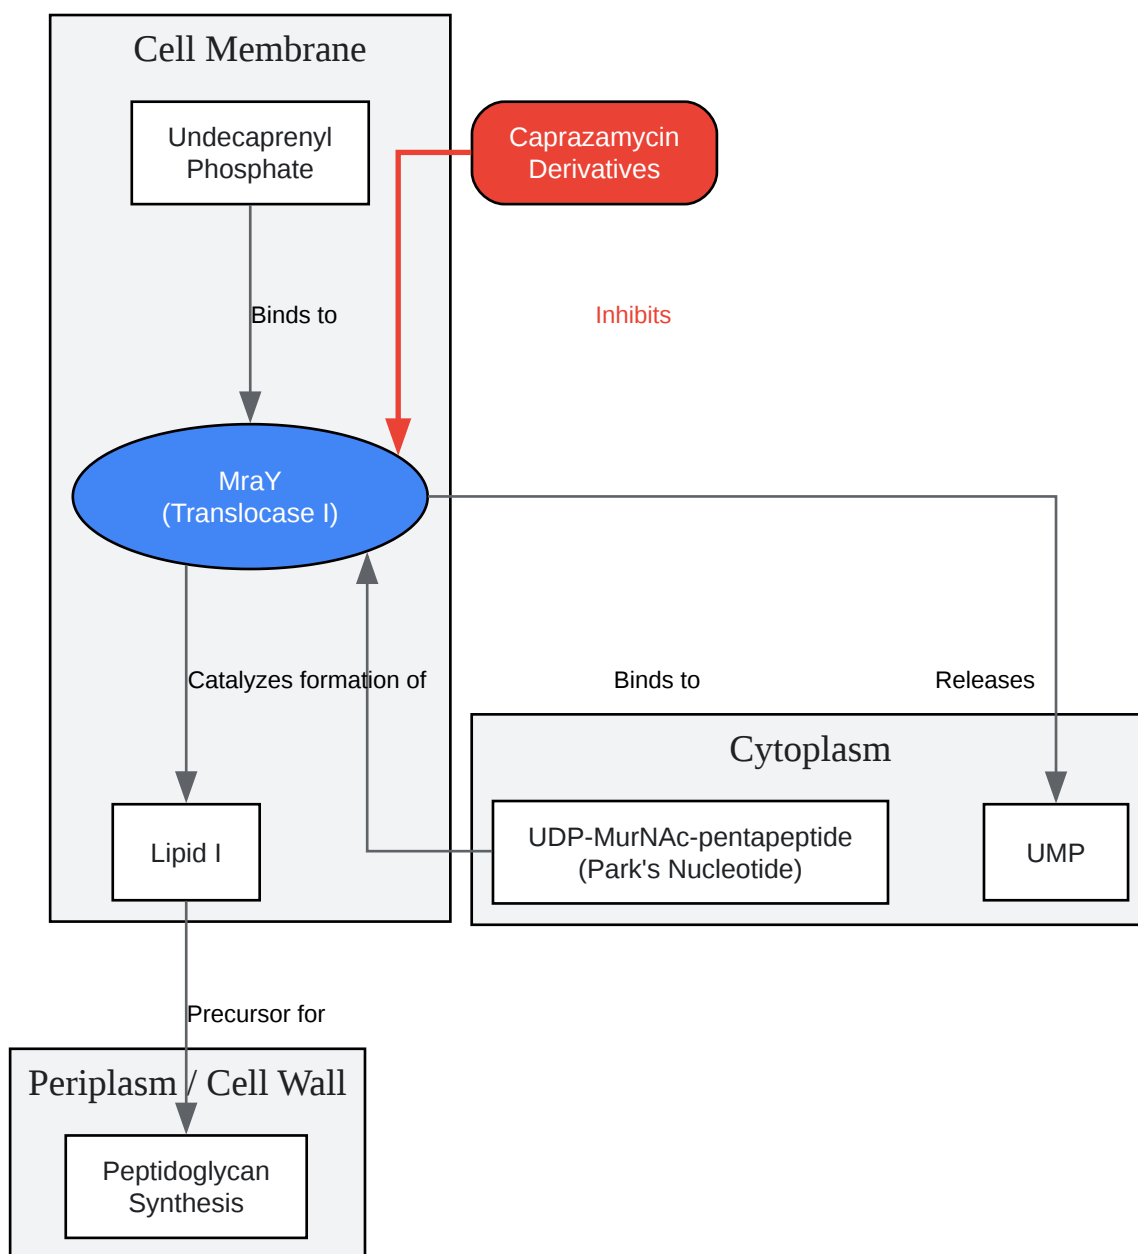 Cell Membrane
Undecaprenyl
Phosphate
Caprazamycin
Derivatives
Binds to
Inhibits
MraY
(Translocase I)
Catalyzes formation of
Binds to
Releases
Cytoplasm
Lipid I
UDP-MurNAc-pentapeptide
(Park's Nucleotide)
UMP
Precursor for
Periplasm / Cell Wall
Peptidoglycan
Synthesis